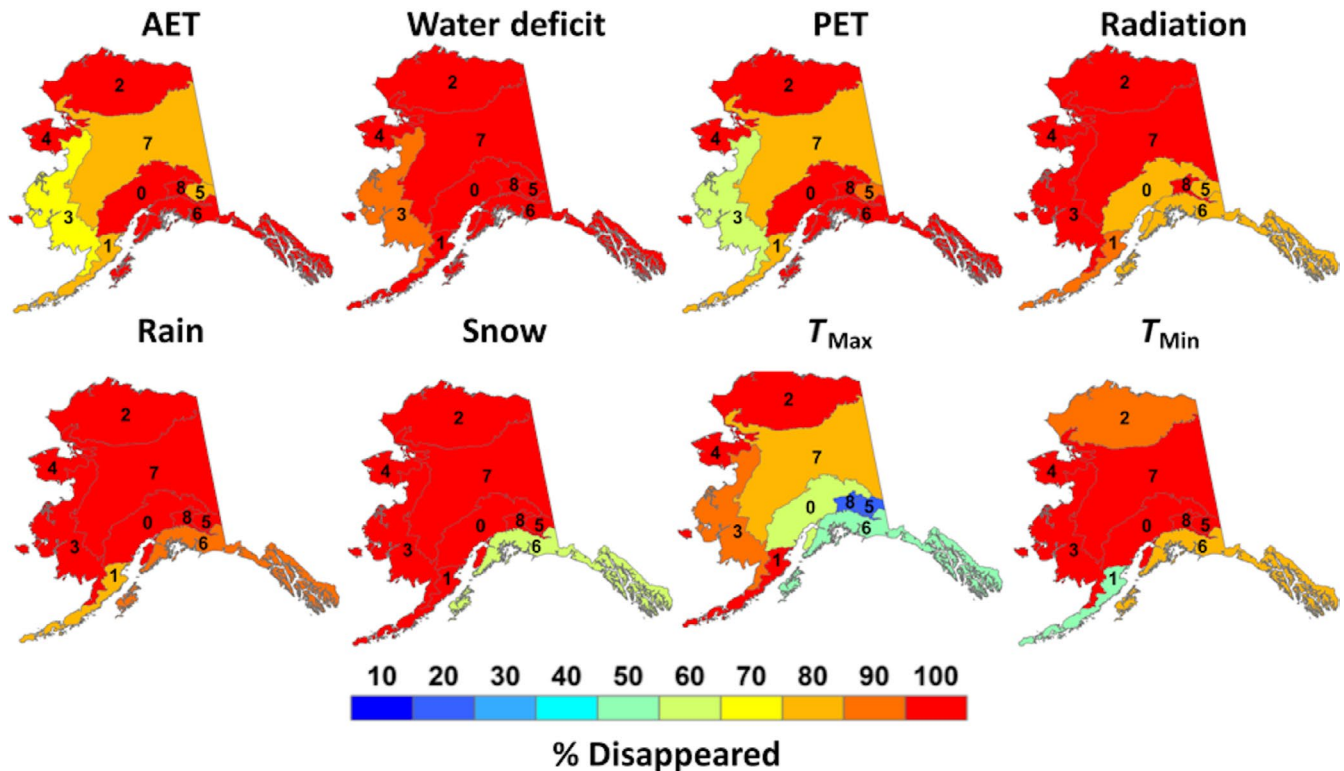 AET Water deficit PET Radiation
2 2 2 2
4 7 4 7 4 7 4 7
0 8 5 0 8 5 0 8 5 0 8 5
3 6 3 6 3 6 3 6
1 1 1 1
Rain Snow TMax TMin
2 2 2 2
4 7 4 7 4 7 4 7
0 8 5 0 8 5 0 8 5 0 8 5
3 6 3 6 3 6 3 6
1 1 1 1
10 20 30 40 50 60 70 80 90 100
% Disappeared